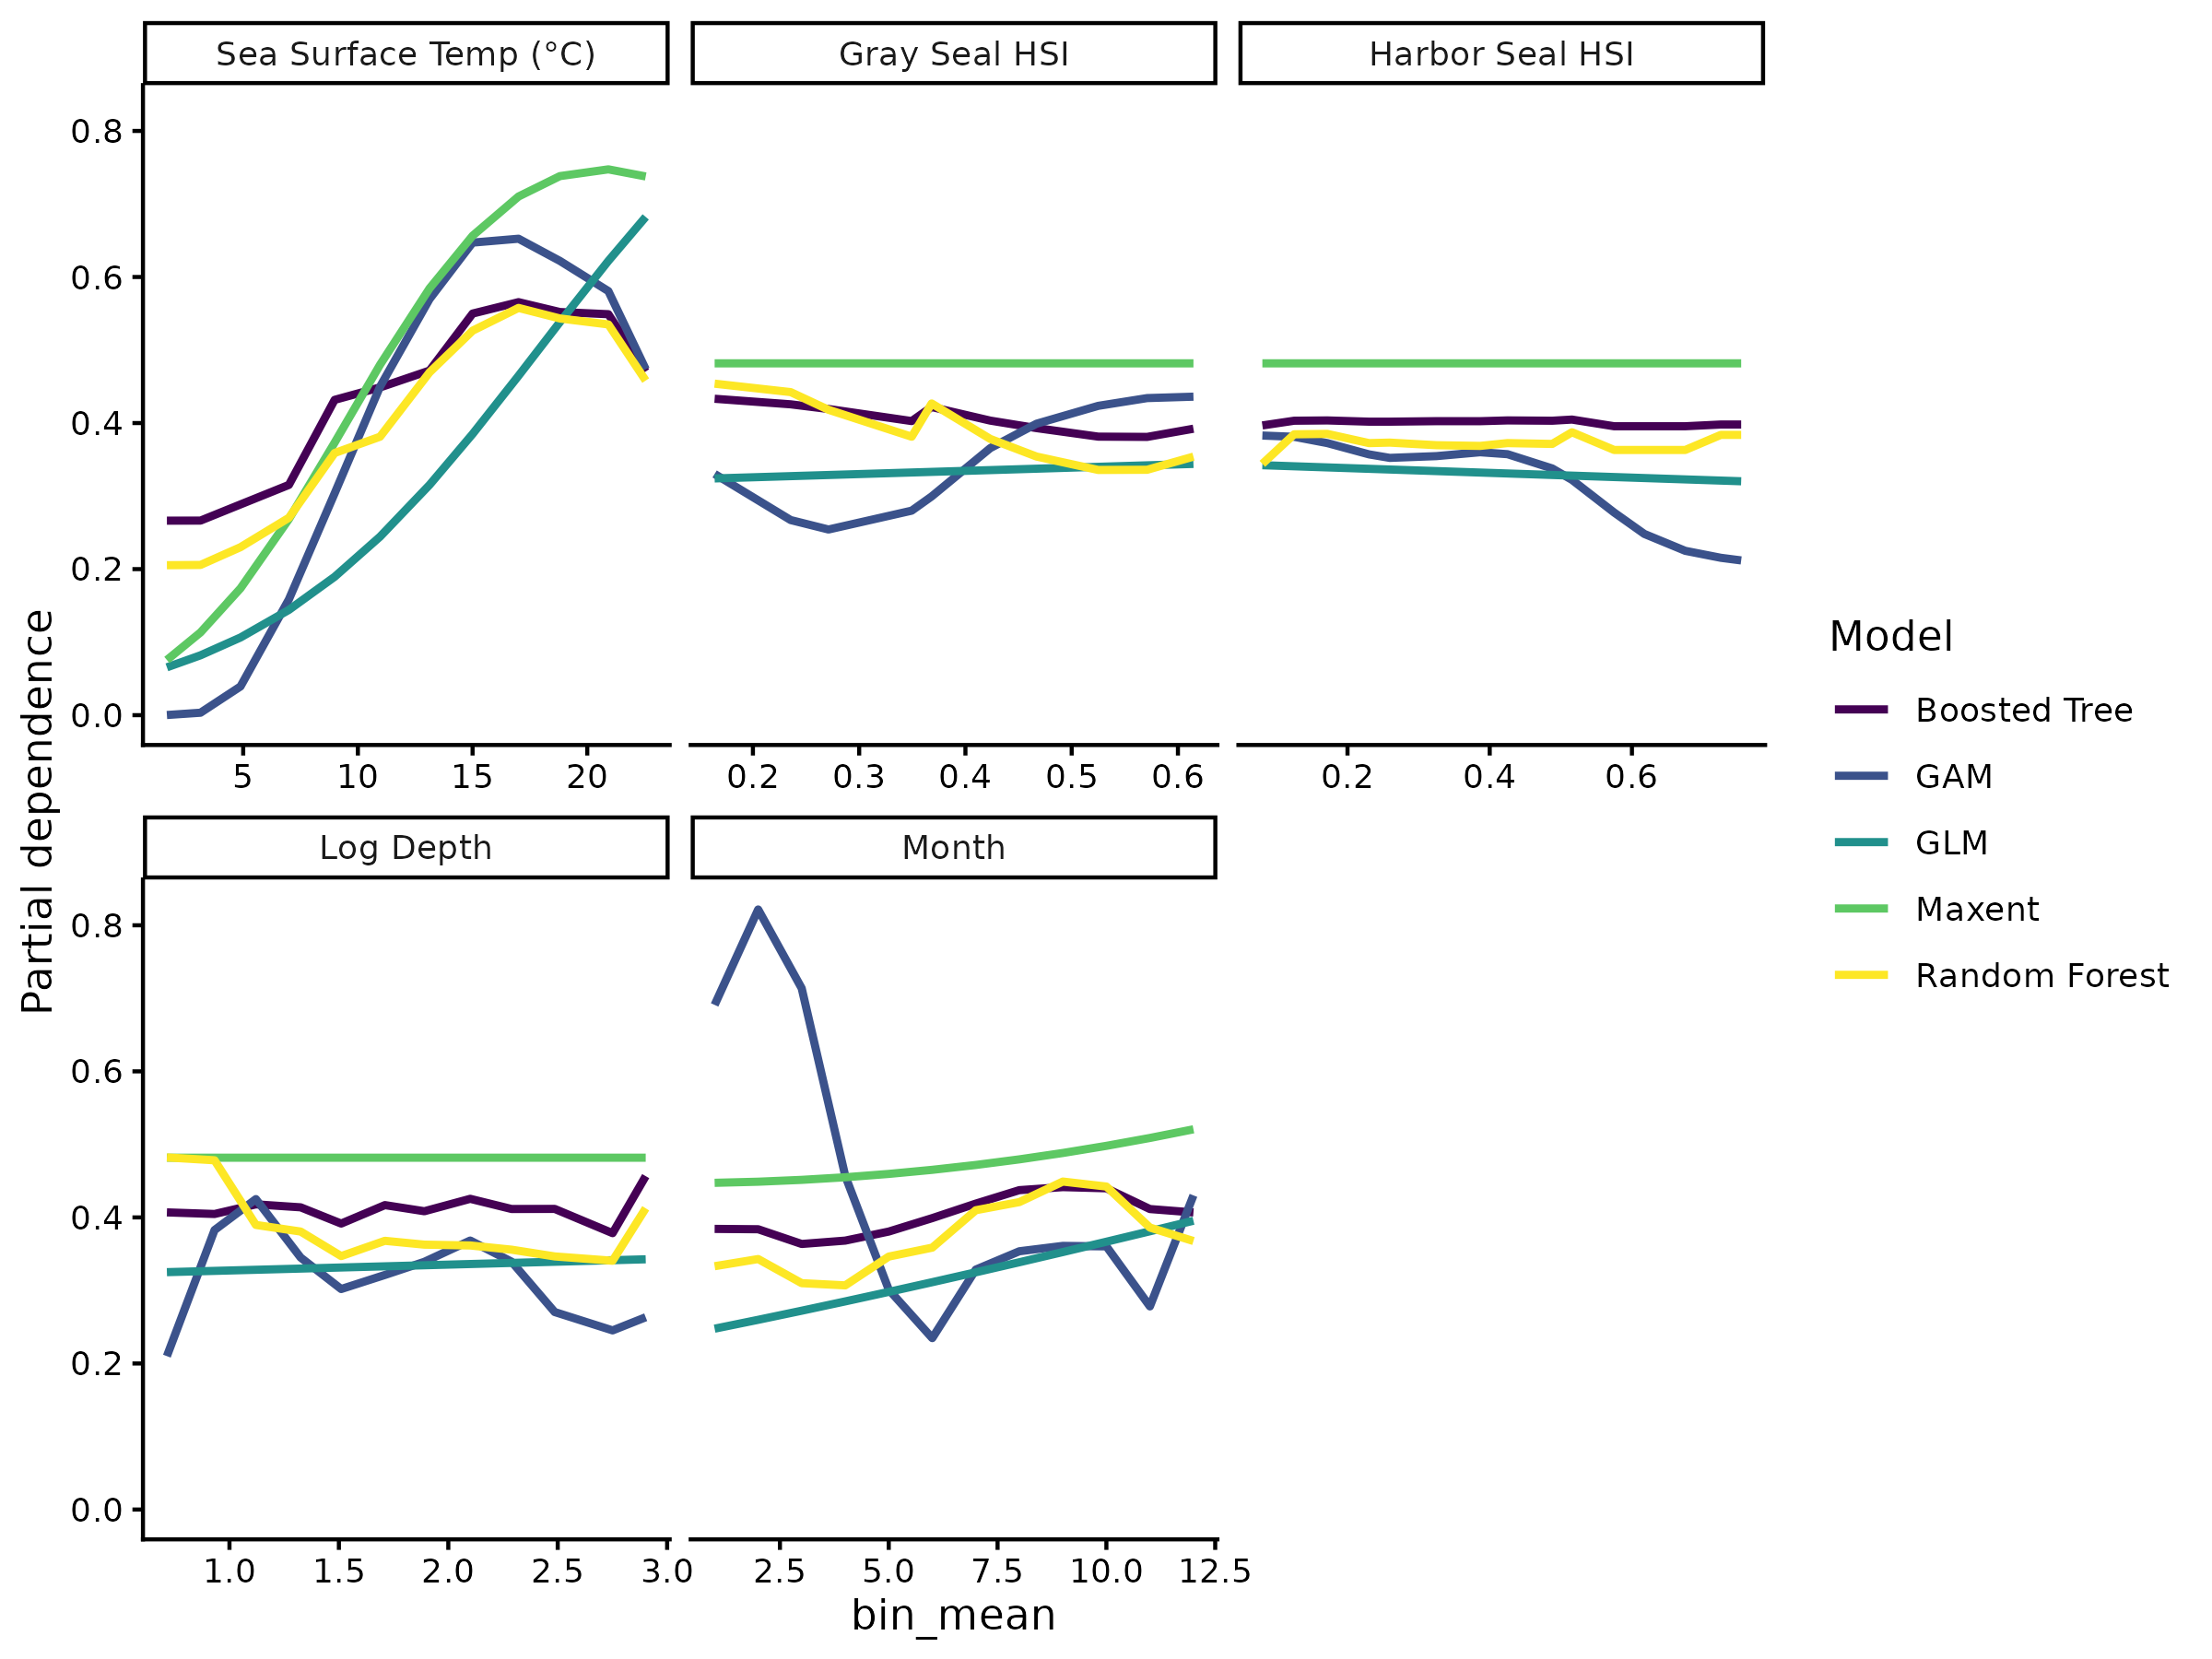 Sea Surface Temp (°C)
Gray Seal HSI
Harbor Seal HSI
0.8
0.6
0.4
0.2
0.0
5 10 15 20
0.2 0.3 0.4 0.5 0.6
0.2 0.4 0.6
Partial dependence
Log Depth
Month
0.8
0.6
0.4
0.2
0.0
1.0 1.5 2.0 2.5 3.0
2.5 5.0 7.5 10.0 12.5
bin_mean
Model
Boosted Tree
GAM
GLM
Maxent
Random Forest